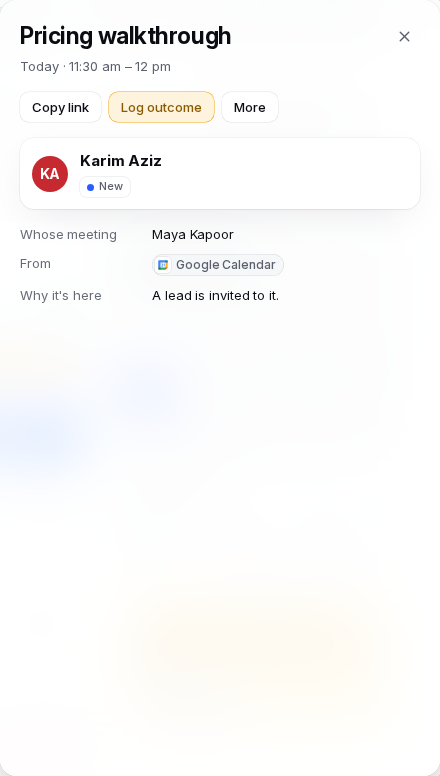 Pricing walkthrough
Today · 11:30 am – 12 pm
Copy link
Log outcome
More
KA
Karim Aziz
New
Whose meeting
Maya Kapoor
From
Google Calendar
Why it's here
A lead is invited to it.